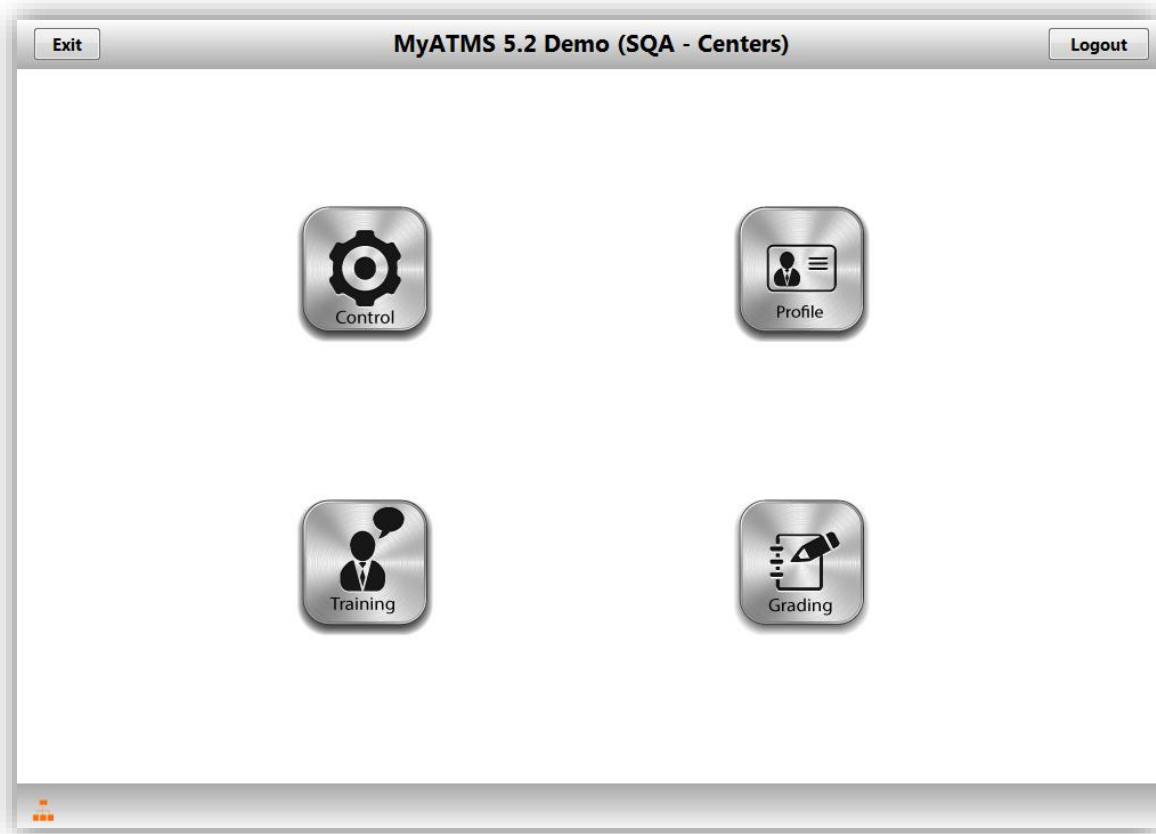 Exit MyATMS 5.2 Demo (SQA - Centers) Logout
Control Profile
Training Grading